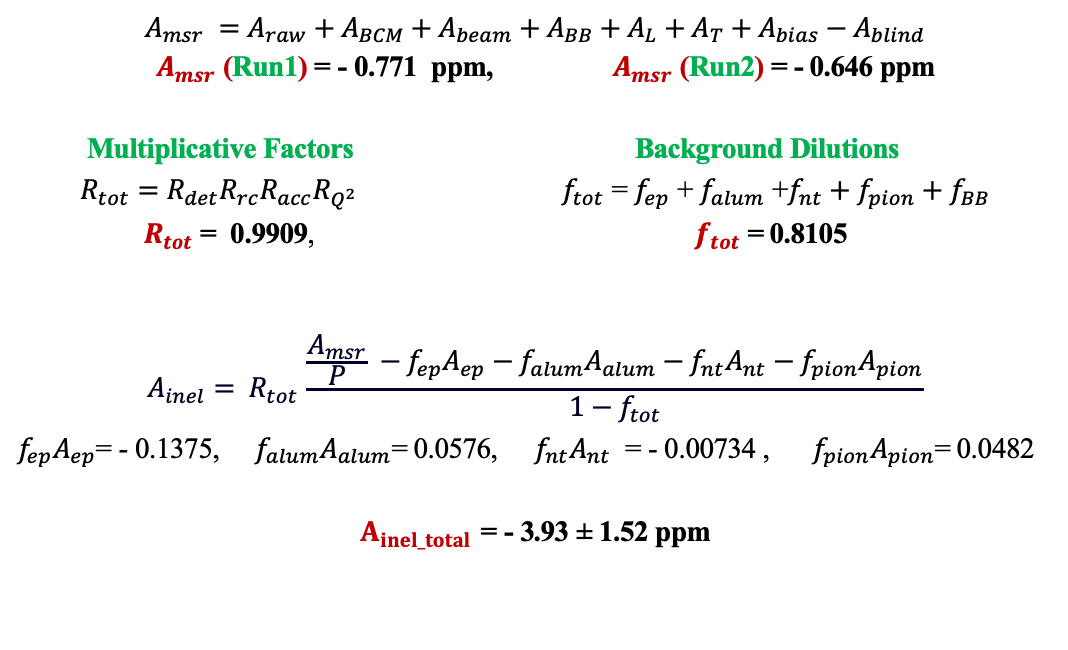 A_msr = A_raw + A_BCM + A_beam + A_BB + A_L + A_T + A_bias − A_blind
A_msr (Run1) = - 0.771 ppm, A_msr (Run2) = - 0.646 ppm
Multiplicative Factors Background Dilutions
R_tot = R_det R_rc R_acc R_Q² f_tot = f_ep + f_alum +f_nt + f_pion + f_BB
R_tot = 0.9909, f_tot = 0.8105
A_inel = R_tot (A_msr/P − f_ep A_ep − f_alum A_alum − f_nt A_nt − f_pion A_pion) / (1 − f_tot)
f_ep A_ep= - 0.1375, f_alum A_alum= 0.0576, f_nt A_nt = - 0.00734 , f_pion A_pion= 0.0482
A_inel_total = - 3.93 ± 1.52 ppm